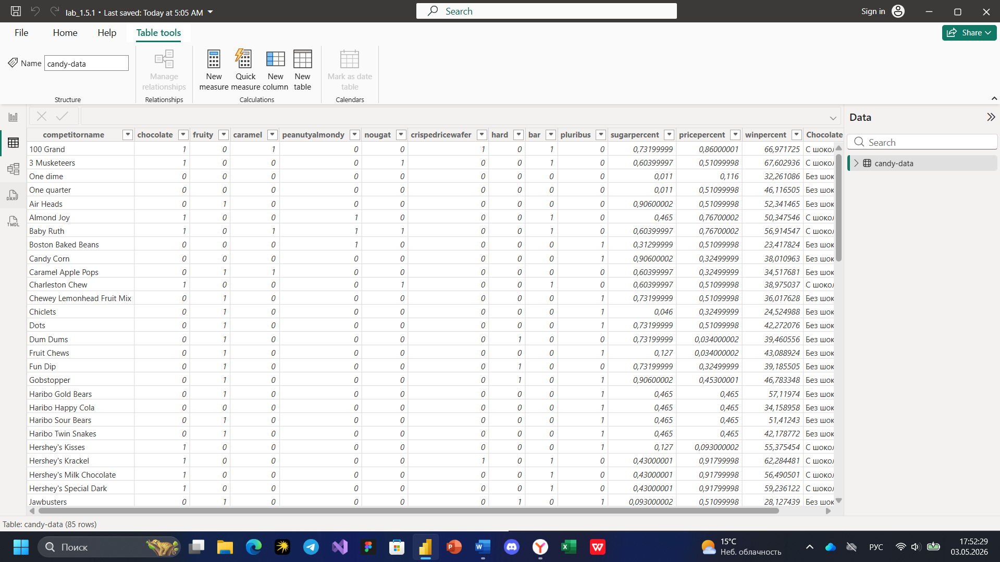 lab_1.5.1 • Last saved: Today at 5:05 AM
Search
Sign in
File Home Help Table tools
Share
Name candy-data
Manage relationships
New measure
Quick measure
New column
New table
Mark as date table
Structure
Relationships
Calculations
Calendars
Data
Search
candy-data
DAX
TMDL
competitorname chocolate fruity caramel peanutyalmondy nougat crispedricewafer hard bar pluribus sugarpercent pricepercent winpercent Chocolate
100 Grand 1 0 1 0 0 1 0 1 0 0,73199999 0,86000001 66,971725 С шокол
3 Musketeers 1 0 0 0 1 0 0 1 0 0,60399997 0,51099998 67,602936 С шокол
One dime 0 0 0 0 0 0 0 0 0 0,011 0,116 32,261086 Без шок
One quarter 0 0 0 0 0 0 0 0 0 0,011 0,51099998 46,116505 Без шок
Air Heads 0 1 0 0 0 0 0 0 0 0,90600002 0,51099998 52,341465 Без шок
Almond Joy 1 0 0 1 0 0 0 1 0 0,465 0,76700002 50,347546 С шокол
Baby Ruth 1 0 1 1 1 0 0 1 0 0,60399997 0,76700002 56,914547 С шокол
Boston Baked Beans 0 0 0 1 0 0 0 0 1 0,31299999 0,51099998 23,417824 Без шок
Candy Corn 0 0 0 0 0 0 0 0 1 0,90600002 0,32499999 38,010963 Без шок
Caramel Apple Pops 0 1 1 0 0 0 0 0 0 0,60399997 0,32499999 34,517681 Без шок
Charleston Chew 1 0 0 0 1 0 0 1 0 0,60399997 0,51099998 38,975037 С шокол
Chewey Lemonhead Fruit Mix 0 1 0 0 0 0 0 0 1 0,73199999 0,51099998 36,017628 Без шок
Chiclets 0 1 0 0 0 0 0 0 1 0,046 0,32499999 24,524988 Без шок
Dots 0 1 0 0 0 0 0 0 1 0,73199999 0,51099998 42,272076 Без шок
Dum Dums 0 1 0 0 0 0 1 0 0 0,73199999 0,034000002 39,460556 Без шок
Fruit Chews 0 1 0 0 0 0 0 0 1 0,127 0,034000002 43,088924 Без шок
Fun Dip 0 1 0 0 0 0 1 0 0 0,73199999 0,32499999 39,185505 Без шок
Gobstopper 0 1 0 0 0 0 1 0 1 0,90600002 0,45300001 46,783348 Без шок
Haribo Gold Bears 0 1 0 0 0 0 0 0 1 0,465 0,465 57,11974 Без шок
Haribo Happy Cola 0 0 0 0 0 0 0 0 1 0,465 0,465 34,158958 Без шок
Haribo Sour Bears 0 1 0 0 0 0 0 0 1 0,465 0,465 51,41243 Без шок
Haribo Twin Snakes 0 1 0 0 0 0 0 0 1 0,465 0,465 42,178772 Без шок
Hershey's Kisses 1 0 0 0 0 0 0 0 1 0,127 0,093000002 55,375454 С шокол
Hershey's Krackel 1 0 0 0 0 1 0 1 0 0,43000001 0,91799998 62,284481 С шокол
Hershey's Milk Chocolate 1 0 0 0 0 0 0 1 0 0,43000001 0,91799998 56,490501 С шокол
Hershey's Special Dark 1 0 0 0 0 0 0 1 0 0,43000001 0,91799998 59,236122 С шокол
Jawbusters 0 1 0 0 0 0 1 0 1 0,093000002 0,51099998 28,127439 Без шок
Table: candy-data (85 rows)
Поиск
15°C
Неб. облачность
РУС
17:52:29
03.05.2026